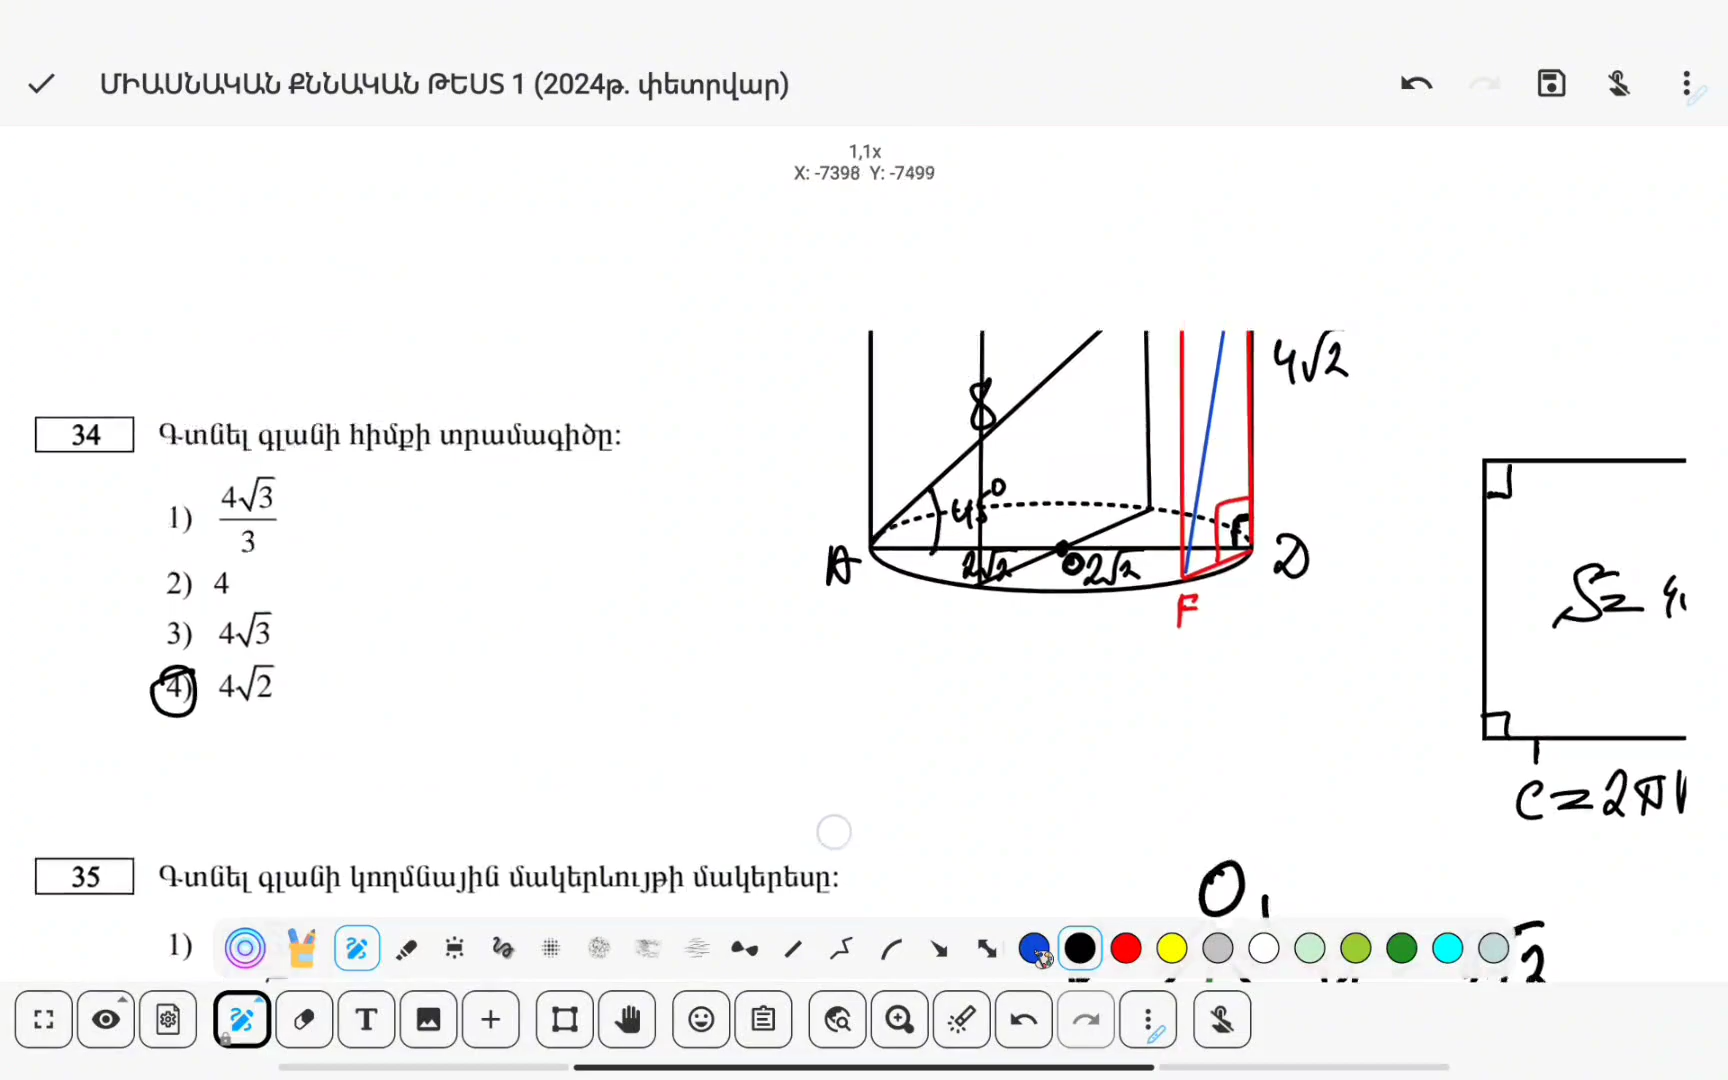 ՄԻԱՍՆԱԿԱՆ ՔՆՆԱԿԱՆ ԹԵՍՏ 1 (2024թ. փետրվար)
1,1x
X: -7398 Y: -7499
4√2
8
34 Գտնել գլանի հիմքի տրամագիծը:
1) 4√3/3
45°
A 2√2 O 2√2 D
2) 4
F
3) 4√3
4) 4√2
C = 2π
35 Գտնել գլանի կողմնային մակերևույթի մակերեսը:
O₁
1)
T